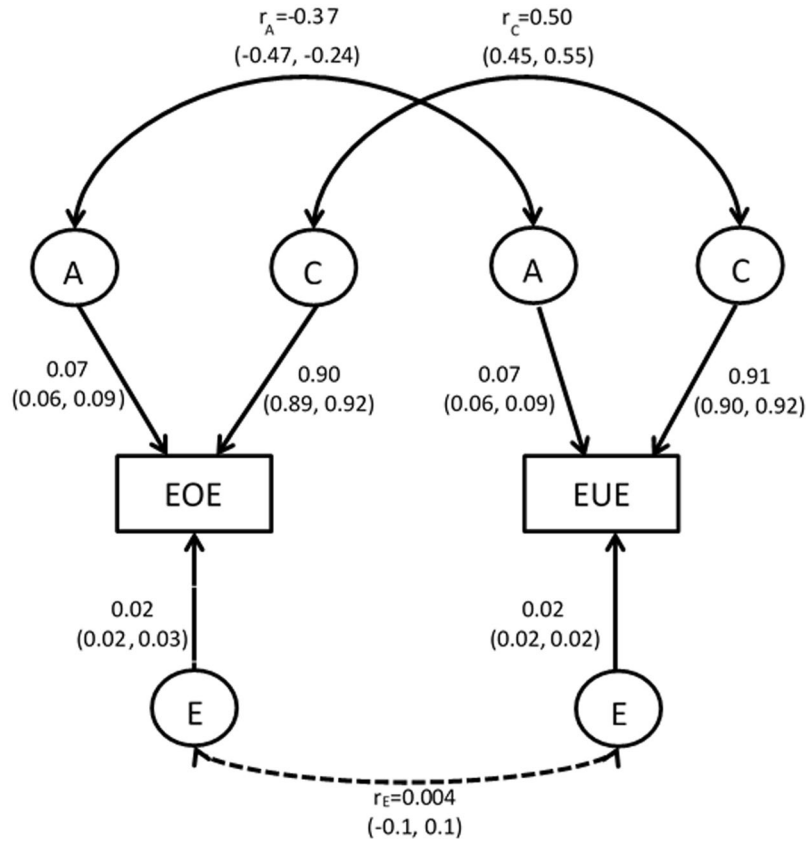 rA=-0.37
(-0.47, -0.24)
rC=0.50
(0.45, 0.55)
A
C
A
C
0.07
(0.06, 0.09)
0.90
(0.89, 0.92)
0.07
(0.06, 0.09)
0.91
(0.90, 0.92)
EOE
EUE
0.02
(0.02, 0.03)
0.02
(0.02, 0.02)
E
E
rE=0.004
(-0.1, 0.1)